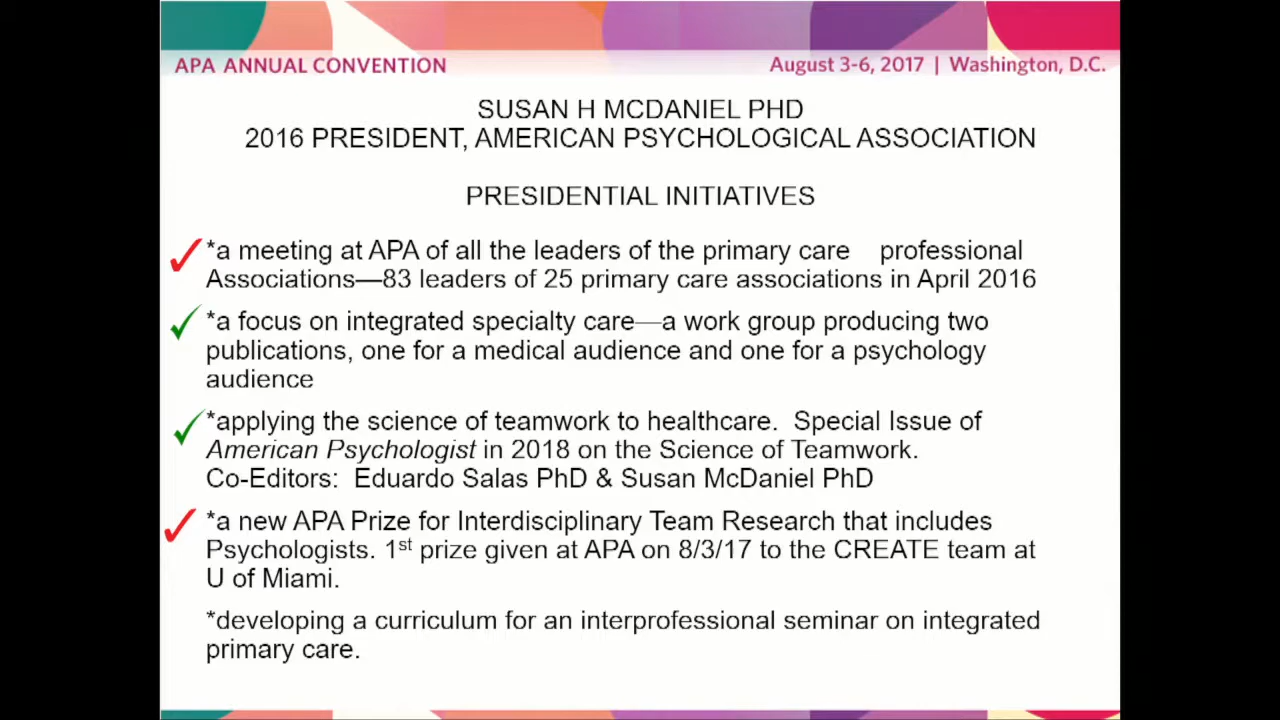 APA ANNUAL CONVENTION
August 3-6, 2017 | Washington, D.C.
SUSAN H MCDANIEL PHD
2016 PRESIDENT, AMERICAN PSYCHOLOGICAL ASSOCIATION
PRESIDENTIAL INITIATIVES
*a meeting at APA of all the leaders of the primary care professional
Associations—83 leaders of 25 primary care associations in April 2016
*a focus on integrated specialty care—a work group producing two
publications, one for a medical audience and one for a psychology
audience
*applying the science of teamwork to healthcare. Special Issue of
American Psychologist in 2018 on the Science of Teamwork.
Co-Editors: Eduardo Salas PhD & Susan McDaniel PhD
*a new APA Prize for Interdisciplinary Team Research that includes
Psychologists. 1st prize given at APA on 8/3/17 to the CREATE team at
U of Miami.
*developing a curriculum for an interprofessional seminar on integrated
primary care.